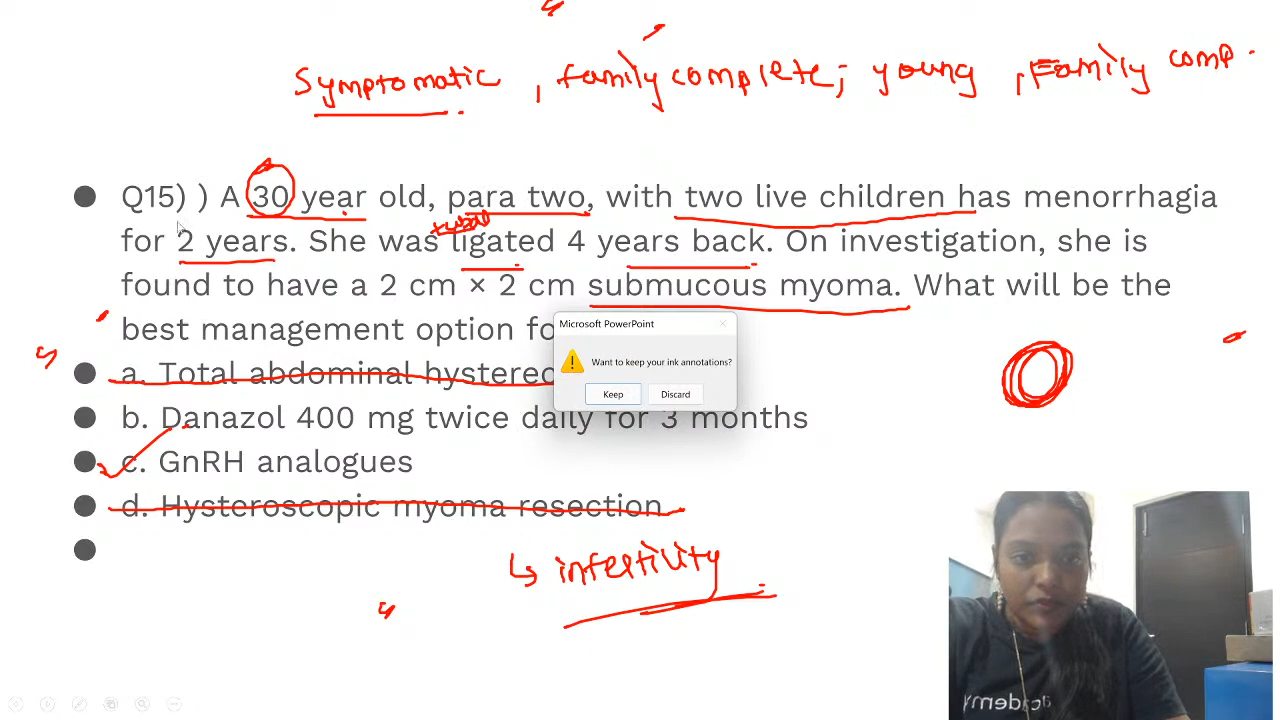 Symptomatic , family complete; young , Family comp.
Q15) ) A 30 year old, para two, with two live children has menorrhagia
tubal
for 2 years. She was ligated 4 years back. On investigation, she is
found to have a 2 cm × 2 cm submucous myoma. What will be the
best management option fo
Microsoft PowerPoint
Want to keep your ink annotations?
Keep Discard
a. Total abdominal hysterec
b. Danazol 400 mg twice daily for 3 months
c. GnRH analogues
d. Hysteroscopic myoma resection
↳ infertility
academy